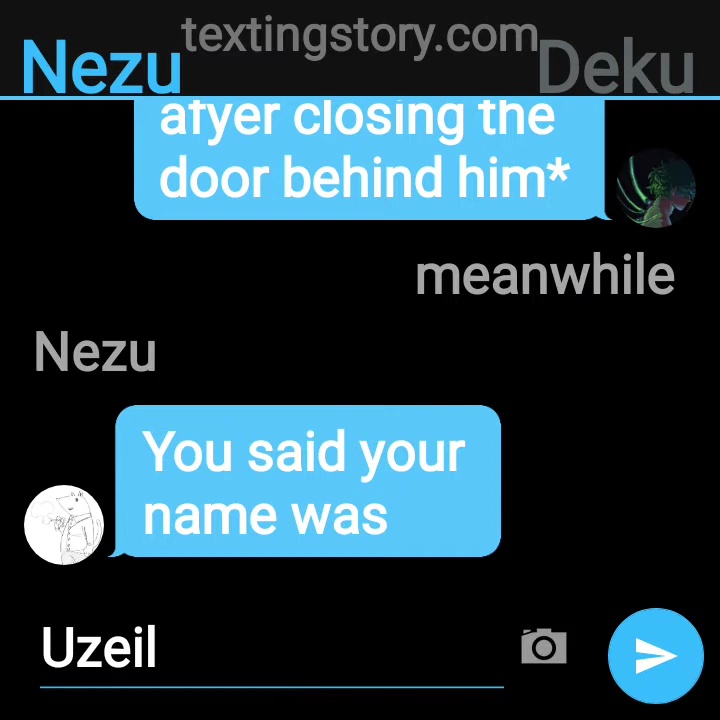 textingstory.com
Nezu Deku
atyer closing the
door behind him*
meanwhile
Nezu
You said your
name was
Uzeil